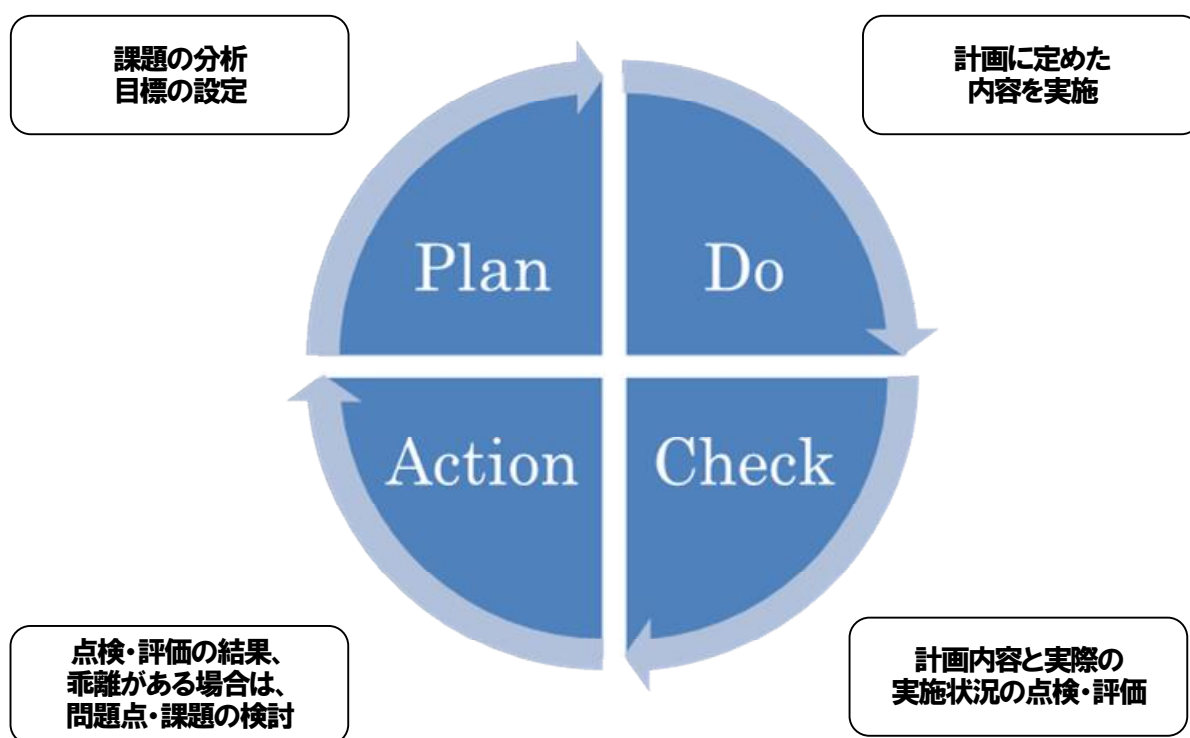 課題の分析
目標の設定
計画に定めた
内容を実施
Plan
Do
Action
Check
点検・評価の結果、
乖離がある場合は、
問題点・課題の検討
計画内容と実際の
実施状況の点検・評価